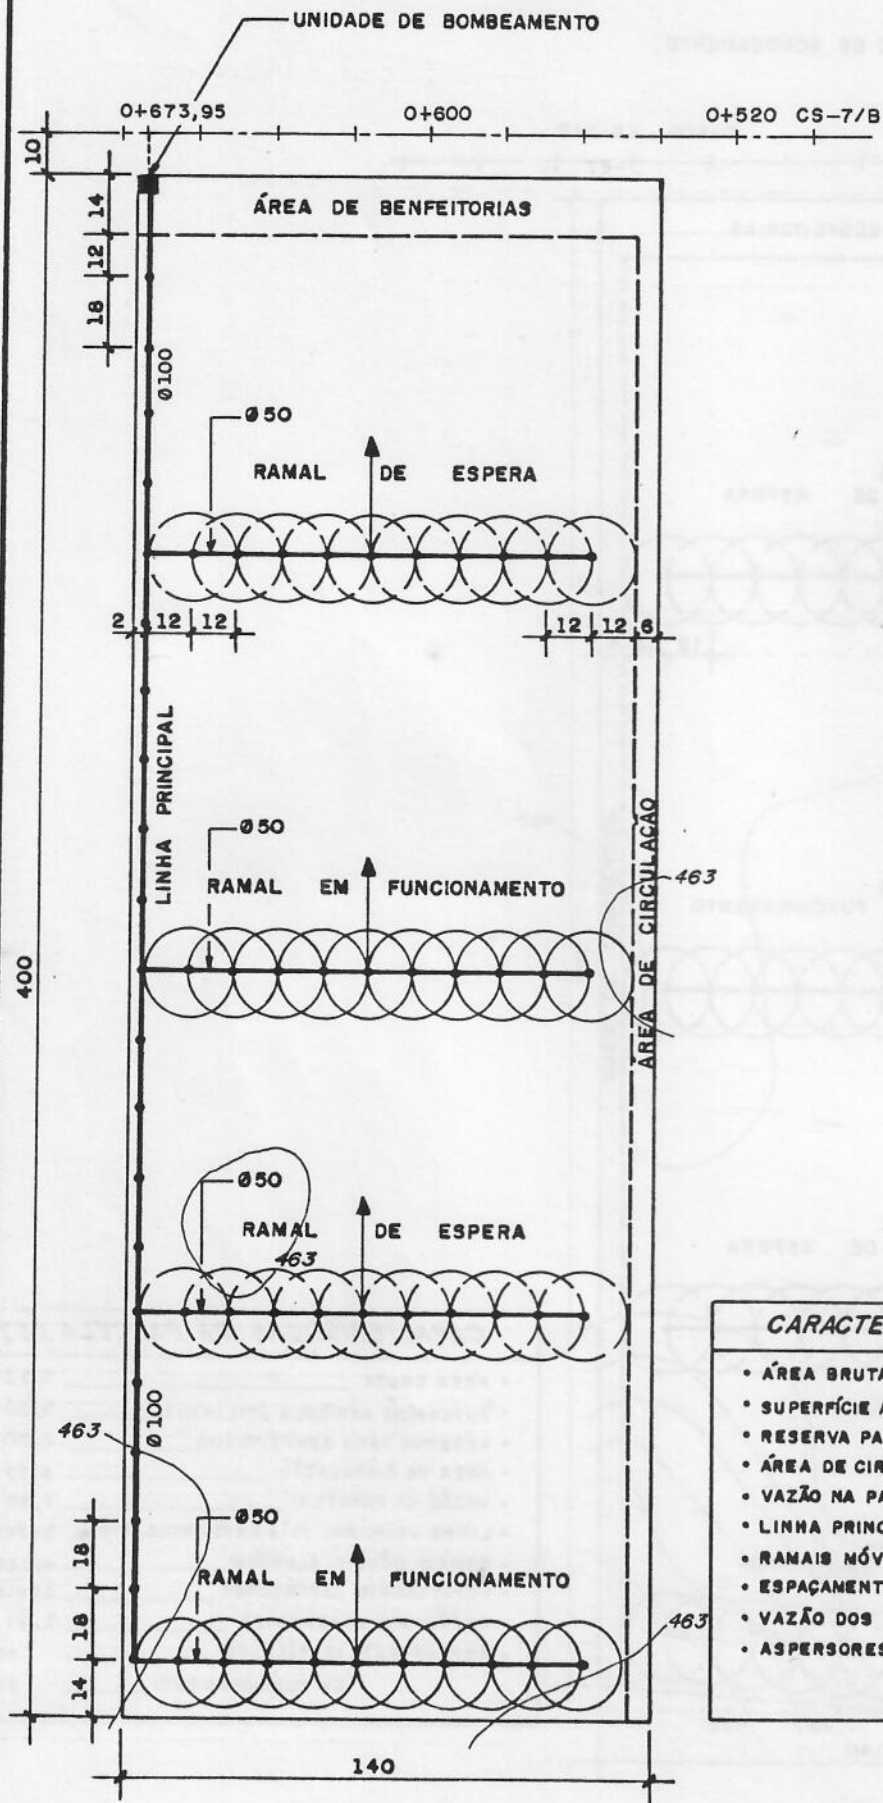 UNIDADE DE BOMBEAMENTO
0+673,95
0+600
0+520 CS-7/B
10
14
ÁREA DE BENFEITORIAS
12
18
Ø100
Ø50
RAMAL DE ESPERA
2
12
12
12
12
6
LINHA PRINCIPAL
Ø50
RAMAL EM FUNCIONAMENTO
463
ÁREA DE CIRCULAÇÃO
400
Ø50
RAMAL DE ESPERA
463
463
Ø100
Ø50
18
RAMAL EM FUNCIONAMENTO
18
463
14
140
CARACTE
• ÁREA BRUTA
• SUPERFÍCIE A
• RESERVA PA
• ÁREA DE CIR
• VAZÃO NA PA
• LINHA PRINC
• RAMAIS MÓV
• ESPAÇAMENT
• VAZÃO DOS
• ASPERSORES